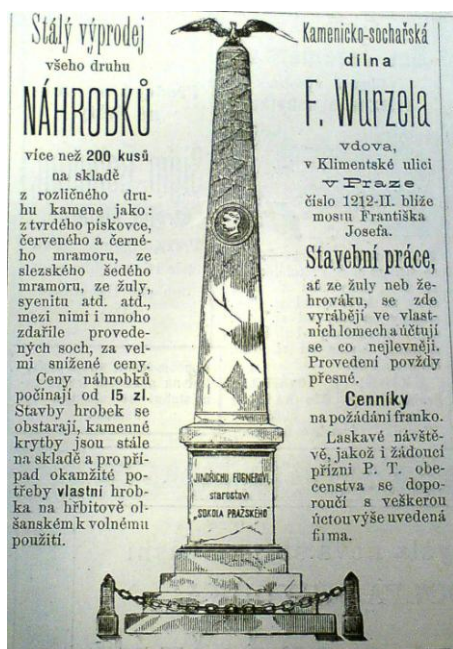 Stálý výprodej
všeho druhu
NÁHROBKŮ
více než 200 kusů
na skladě
z rozličného dru-
hu kamene jako:
z tvrdého pískovce,
červeného a černé-
ho mramoru, ze
slezského šedého
mramoru, ze žuly,
syenitu atd. atd.,
mezi nimi i mnoho
zdařile provede-
ných soch, za vel-
mi snížené ceny.
Ceny náhrobků
počínají od 15 zl.
Stavby hrobek se
obstarají, kamenné
krytby jsou stále
na skladě a pro pří-
pad okamžité po-
třeby vlastní hrob-
ka na hřbitově ol-
šanském k volnému
použití.
JINDŘICHU FÜGNEROVI,
starostovi
„SOKOLA PRAŽSKÉHO“
Kamenicko-sochařská
dílna
F. Wurzela
vdova,
v Klimentské ulici
v Praze
číslo 1212-II. blíže
mostu Františka
Josefa.
Stavební práce,
ať ze žuly neb že-
hrováku, se zde
vyrábějí ve vlast-
ních lomech a účtují
se co nejlevněji.
Provedení povždy
přesné.
Cenníky
na požádání franko.
Laskavé návště-
vě, jakož i žádoucí
přízni P. T. obe-
censtva se dopo-
roučí s veškerou
úctou výše uvedená
firma.